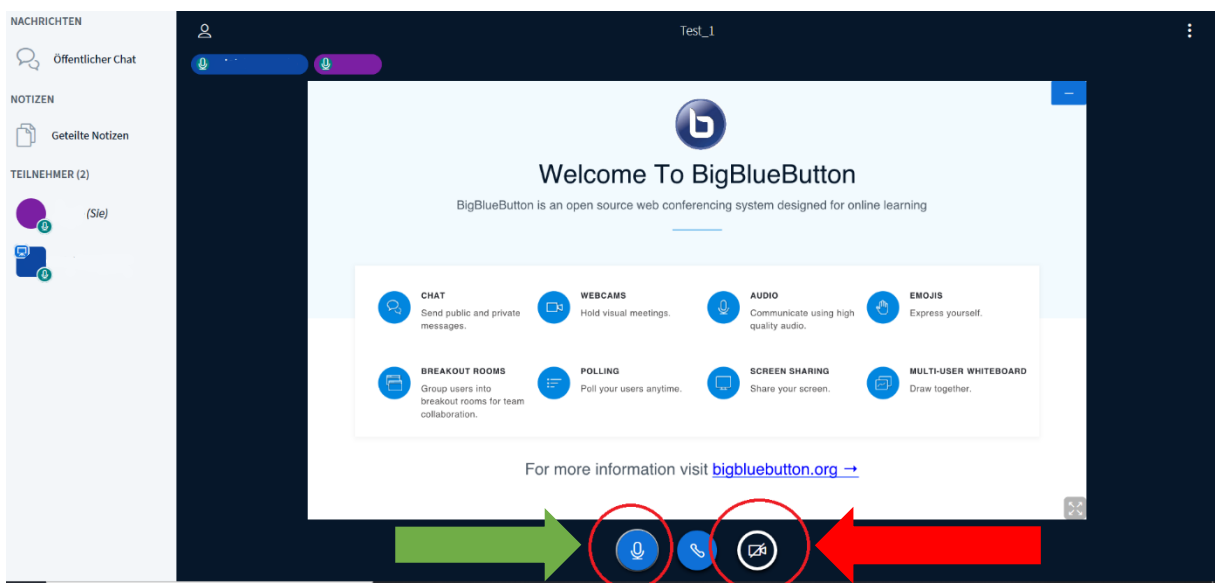 NACHRICHTEN
Öffentlicher Chat
NOTIZEN
Geteilte Notizen
TEILNEHMER (2)
(Sie)
Test_1
Welcome To BigBlueButton
BigBlueButton is an open source web conferencing system designed for online learning
CHAT
Send public and private
messages.
WEBCAMS
Hold visual meetings.
AUDIO
Communicate using high
quality audio.
EMOJIS
Express yourself.
BREAKOUT ROOMS
Group users into
breakout rooms for team
collaboration.
POLLING
Poll your users anytime.
SCREEN SHARING
Share your screen.
MULTI-USER WHITEBOARD
Draw together.
For more information visit bigbluebutton.org →